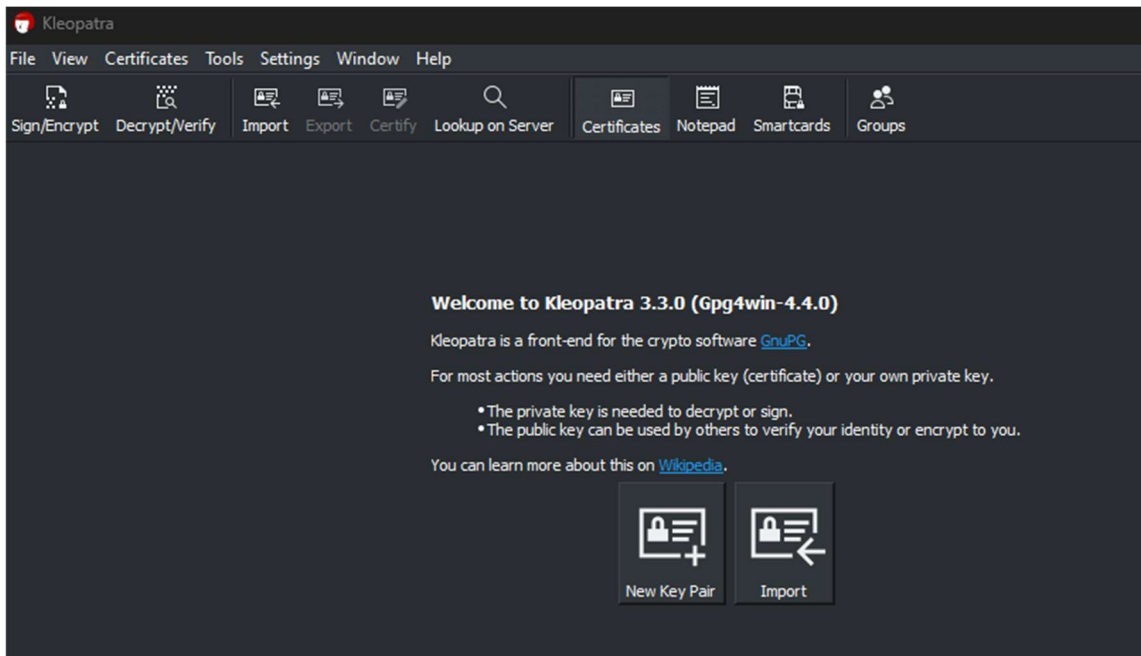 Kleopatra
File View Certificates Tools Settings Window Help
Sign/Encrypt Decrypt/Verify Import Export Certify Lookup on Server Certificates Notepad Smartcards Groups
Welcome to Kleopatra 3.3.0 (Gpg4win-4.4.0)
Kleopatra is a front-end for the crypto software GnuPG.
For most actions you need either a public key (certificate) or your own private key.
• The private key is needed to decrypt or sign.
• The public key can be used by others to verify your identity or encrypt to you.
You can learn more about this on Wikipedia.
New Key Pair Import